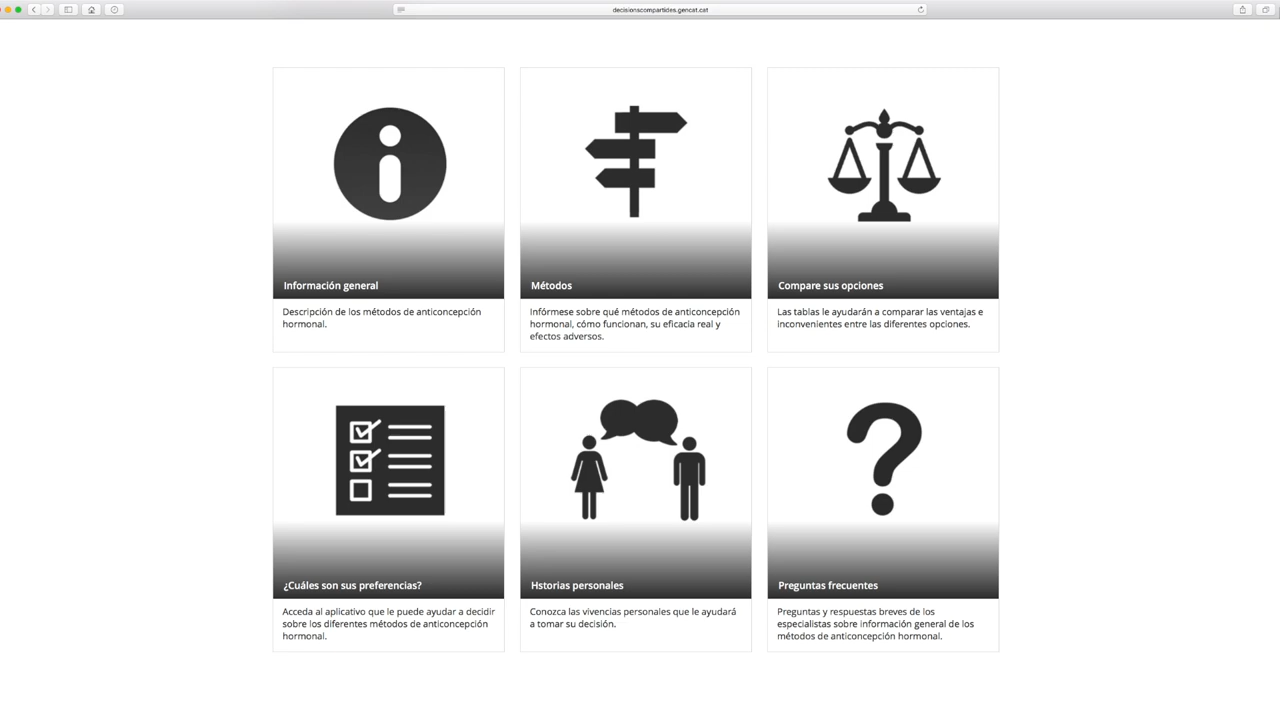 decisionscompartides.gencat.cat
Información general
Descripción de los métodos de anticoncepción
hormonal.
Métodos
Infórmese sobre qué métodos de anticoncepción
hormonal, cómo funcionan, su eficacia real y
efectos adversos.
Compare sus opciones
Las tablas le ayudarán a comparar las ventajas e
inconvenientes entre las diferentes opciones.
¿Cuáles son sus preferencias?
Acceda al aplicativo que le puede ayudar a decidir
sobre los diferentes métodos de anticoncepción
hormonal.
Hstorias personales
Conozca las vivencias personales que le ayudará
a tomar su decisión.
Preguntas frecuentes
Preguntas y respuestas breves de los
especialistas sobre información general de los
métodos de anticoncepción hormonal.